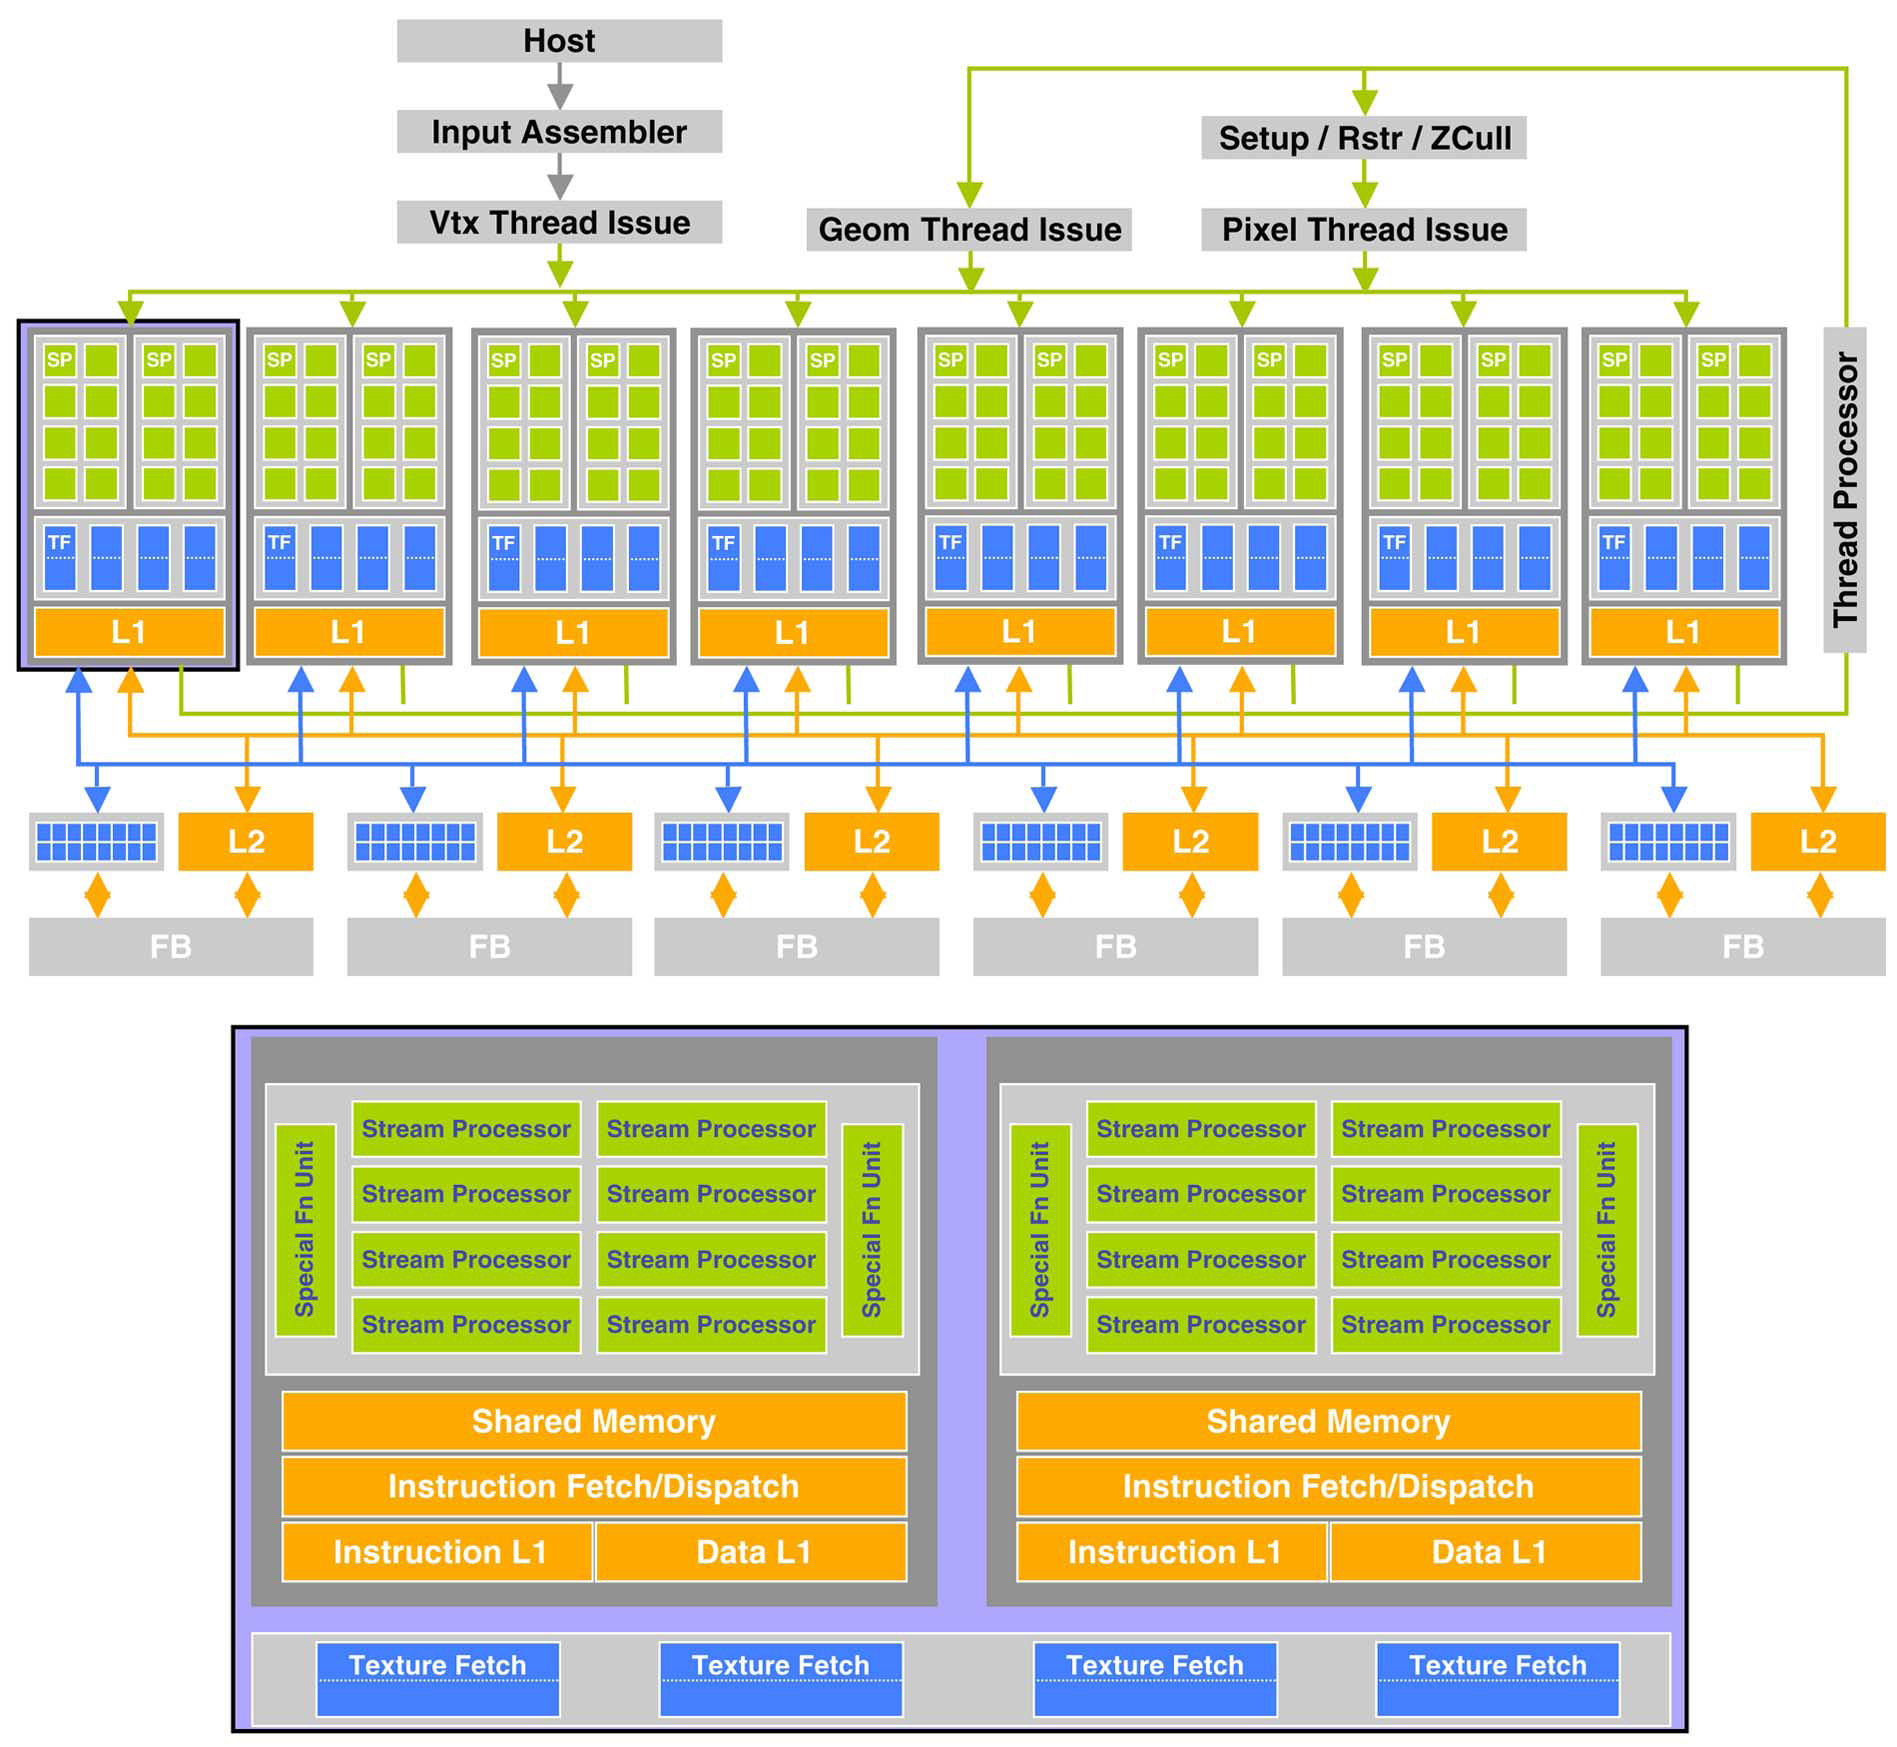 Host
Input Assembler
Setup / Rstr / ZCull
Vtx Thread Issue
Geom Thread Issue
Pixel Thread Issue
SP SP SP SP SP SP SP SP SP SP SP SP SP SP SP SP
Thread Processor
TF TF TF TF TF TF TF TF
L1 L1 L1 L1 L1 L1 L1 L1
L2 L2 L2 L2 L2 L2
FB FB FB FB FB FB
Special Fn Unit
Stream Processor Stream Processor
Stream Processor Stream Processor
Stream Processor Stream Processor
Stream Processor Stream Processor
Special Fn Unit
Shared Memory
Instruction Fetch/Dispatch
Instruction L1 Data L1
Special Fn Unit
Stream Processor Stream Processor
Stream Processor Stream Processor
Stream Processor Stream Processor
Stream Processor Stream Processor
Special Fn Unit
Shared Memory
Instruction Fetch/Dispatch
Instruction L1 Data L1
Texture Fetch Texture Fetch Texture Fetch Texture Fetch